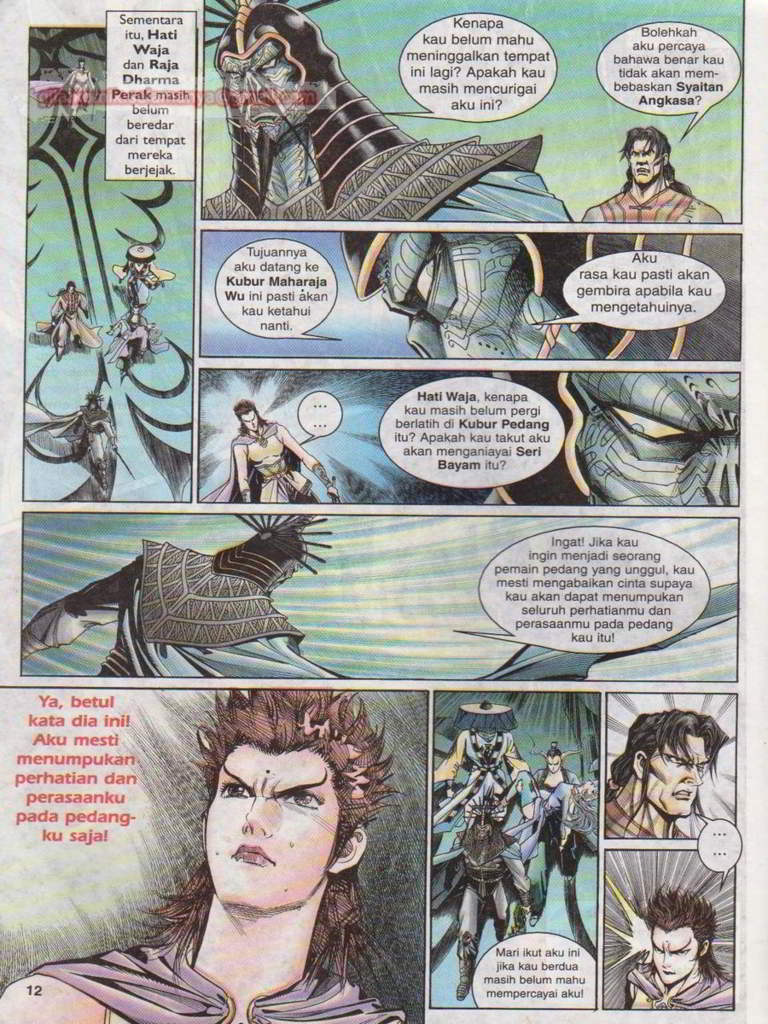 Sementara
itu, Hati
Waja
dan Raja
Dharma
Perak masih
belum
beredar
dari tempat
mereka
berjejak.
Kenapa
kau belum mahu
meninggalkan tempat
ini lagi? Apakah kau
masih mencurigai
aku ini?
Bolehkah
aku percaya
bahawa benar kau
tidak akan mem-
bebaskan Syaitan
Angkasa?
Tujuannya
aku datang ke
Kubur Maharaja
Wu ini pasti akan
kau ketahui
nanti.
Aku
rasa kau pasti akan
gembira apabila kau
mengetahuinya.
...
...
Hati Waja, kenapa
kau masih belum pergi
berlatih di Kubur Pedang
itu? Apakah kau takut aku
akan menganiayai Seri
Bayam itu?
Ingat! Jika kau
ingin menjadi seorang
pemain pedang yang unggul, kau
mesti mengabaikan cinta supaya
kau akan dapat menumpukan
seluruh perhatianmu dan
perasaanmu pada pedang
kau itu!
Ya, betul
kata dia ini!
Aku mesti
menumpukan
perhatian dan
perasaanku
pada pedang-
ku saja!
Mari ikut aku ini
jika kau berdua
masih belum mahu
mempercayai aku!
...
...
12